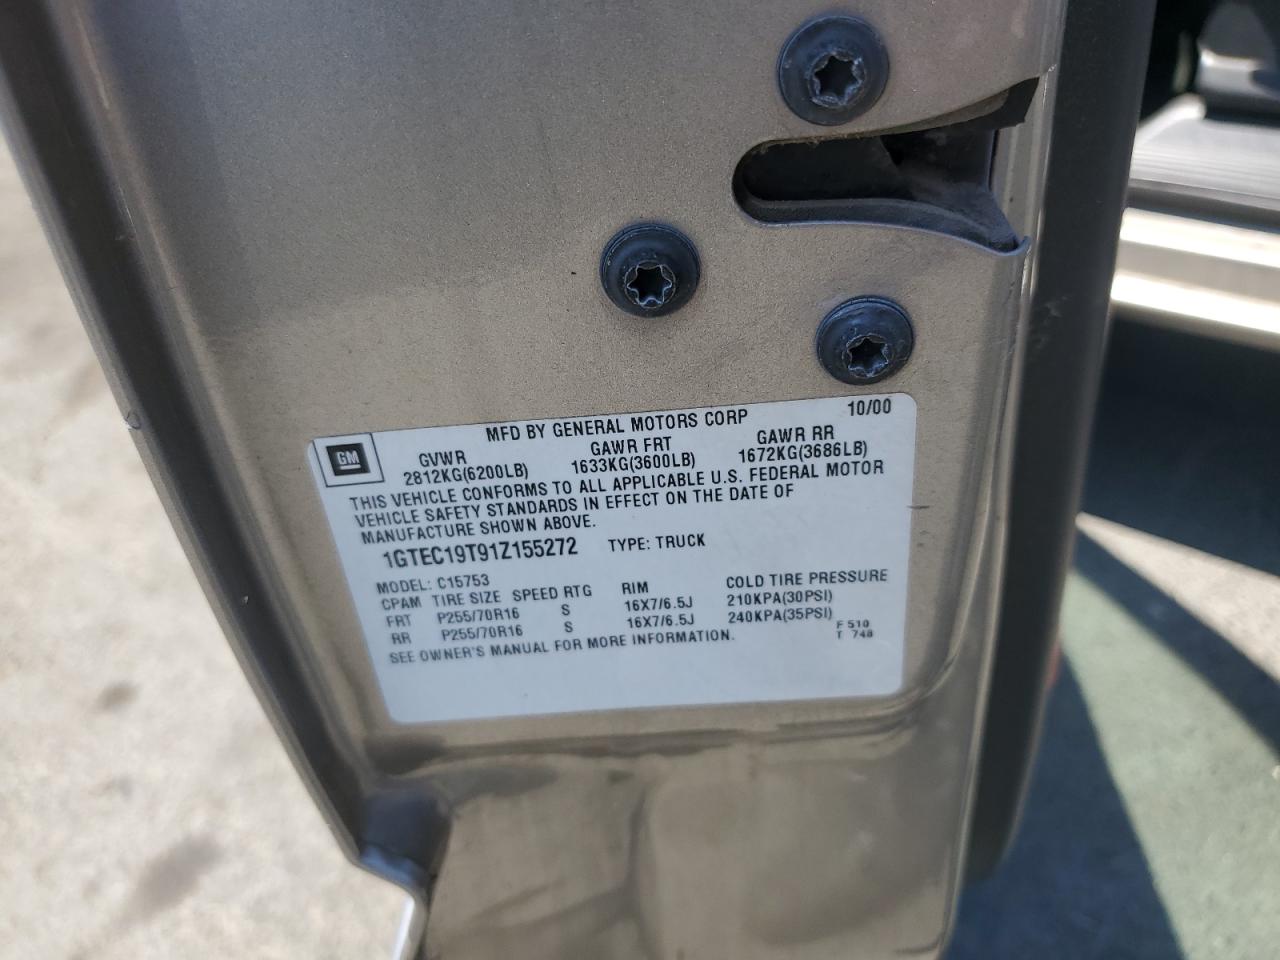 MFD BY GENERAL MOTORS CORP 10/00
GM
GVWR GAWR FRT GAWR RR
2812KG(6200LB) 1633KG(3600LB) 1672KG(3686LB)
THIS VEHICLE CONFORMS TO ALL APPLICABLE U.S. FEDERAL MOTOR
VEHICLE SAFETY STANDARDS IN EFFECT ON THE DATE OF
MANUFACTURE SHOWN ABOVE.
1GTEC19T91Z155272 TYPE: TRUCK
MODEL: C15753
CPAM TIRE SIZE SPEED RTG RIM COLD TIRE PRESSURE
FRT P255/70R16 S 16X7/6.5J 210KPA(30PSI)
RR P255/70R16 S 16X7/6.5J 240KPA(35PSI)
SEE OWNER'S MANUAL FOR MORE INFORMATION.
F 510
T 748